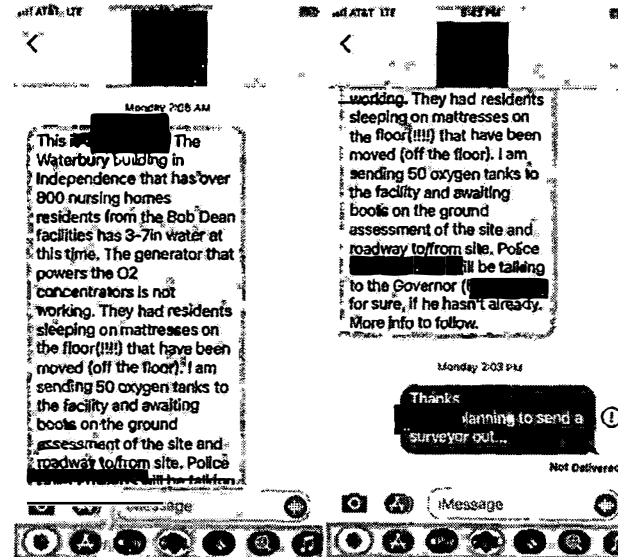 AT&T LTE
Monday 2:08 AM
This The
Waterbury building in
Independence that has over
800 nursing homes
residents from the Bob Dean
facilities has 3-7in water at
this time. The generator that
powers the O2
concentrators is not
working. They had residents
sleeping on mattresses on
the floor(!!!!) that have been
moved (off the floor). I am
sending 50 oxygen tanks to
the facility and awaiting
boots on the ground
assessment of the site and
roadway to/from site. Police
will be talking
iMessage
AT&T LTE
8:43 PM
working. They had residents
sleeping on mattresses on
the floor(!!!!) that have been
moved (off the floor). I am
sending 50 oxygen tanks to
the facility and awaiting
boots on the ground
assessment of the site and
roadway to/from site. Police
ill be talking
to the Governor (
for sure, if he hasn't already.
More info to follow.
Monday 2:03 PM
Thanks
lanning to send a
surveyor out...
Not Delivered
iMessage